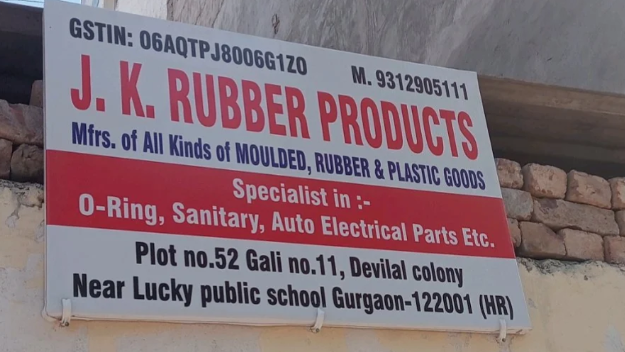 GSTIN: 06AQTPJ8006G1Z0
M. 9312905111
J. K. RUBBER PRODUCTS
Mfrs. of All Kinds of MOULDED, RUBBER & PLASTIC GOODS
Specialist in :-
O-Ring, Sanitary, Auto Electrical Parts Etc.
Plot no.52 Gali no.11, Devilal colony
Near Lucky public school Gurgaon-122001 (HR)